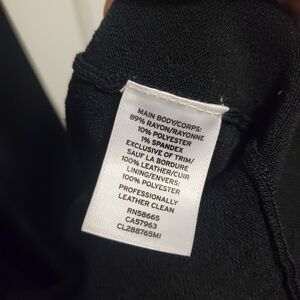 MAIN BODY/CORPS:
89% RAYON/RAYONNE
10% POLYESTER
1% SPANDEX
EXCLUSIVE OF TRIM/
SAUF LA BORDURE
100% LEATHER/CUIR
LINING/ENVERS:
100% POLYESTER
PROFESSIONALLY
LEATHER CLEAN
RN58665
CA57963
CL288765MI